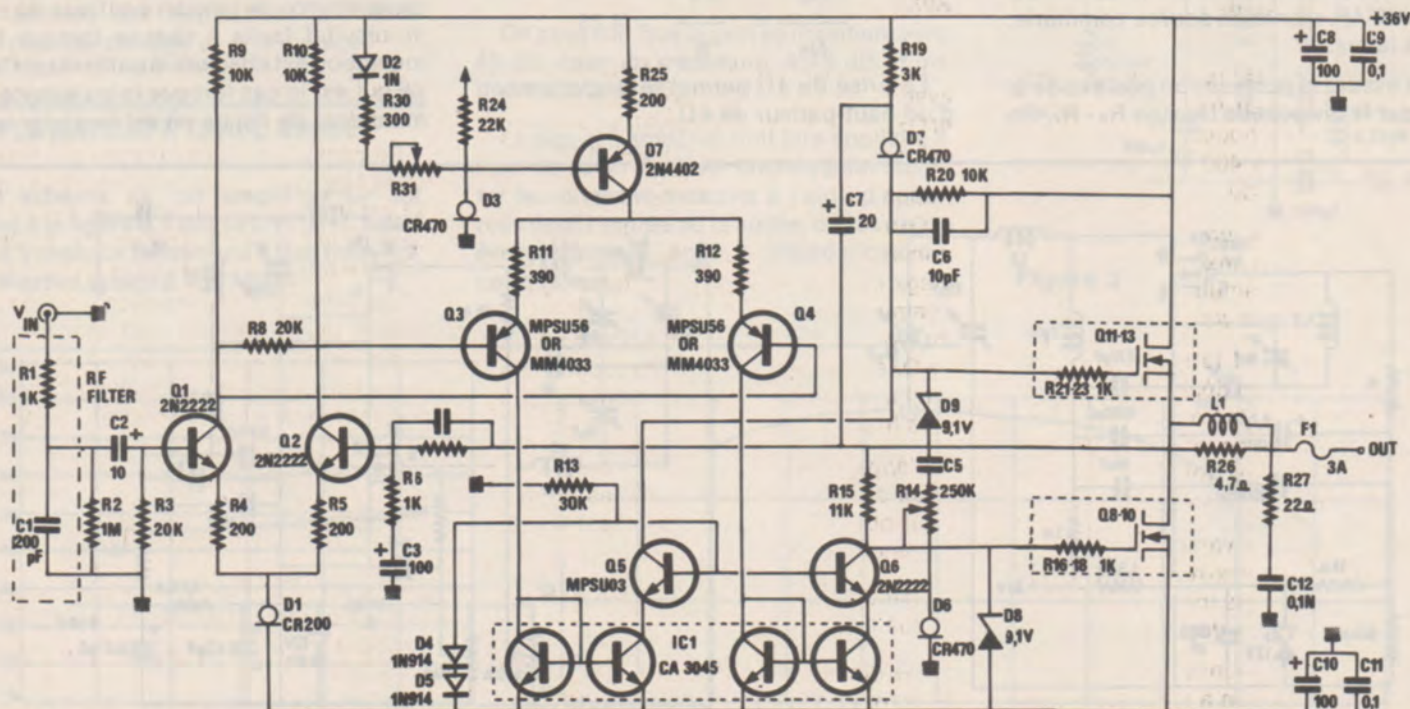 +36V
R9
10K
R10
10K
D2
1N
R30
300
R31
R24
22K
D3
CR470
R25
200
Q7
2N4402
R19
3K
D7
CR470
R20 10K
C7
20
C6
10pF
C8
100
C9
0,1
R11
390
R12
390
V IN
R8 20K
Q.3
MPSU56
OR
MM4033
MPSU56
OR
MM4033
Q.4
R1
1K
RF
FILTER
C2
10
Q1
2N2222
Q.2
2N2222
Q11-13
R21-23 1K
D9
9,1V
L1
F1
3A
OUT
R26
4.7Ω
R27
22Ω
C1
200
pF
R2
1M
R3
20K
R4
200
R5
200
R6
1K
C3
100
R13
30K
R15
11K
C5
R14
250K
Q8-10
R16-18 1K
Q.5
MPSU03
Q.6
2N2222
D6
CR470
D8
9,1V
C12
0,1N
D1
CR200
D4
1N914
D5
1N914
IC1
CA 3045
C10
100
C11
0,1